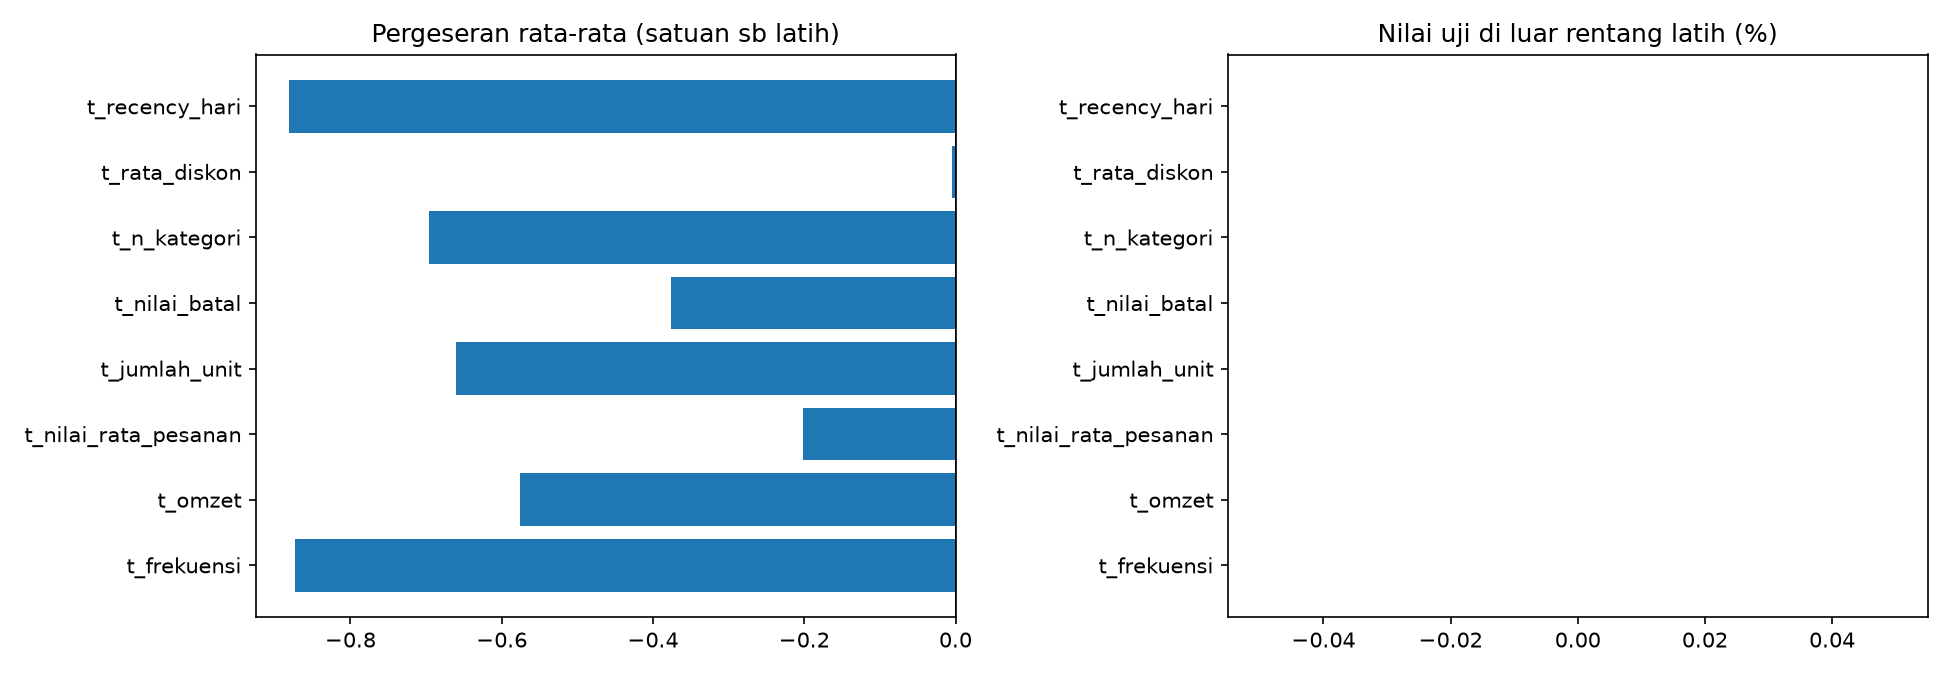 Pergeseran rata-rata (satuan sb latih)
t_recency_hari
t_rata_diskon
t_n_kategori
t_nilai_batal
t_jumlah_unit
t_nilai_rata_pesanan
t_omzet
t_frekuensi
−0.8 −0.6 −0.4 −0.2 0.0
Nilai uji di luar rentang latih (%)
t_recency_hari
t_rata_diskon
t_n_kategori
t_nilai_batal
t_jumlah_unit
t_nilai_rata_pesanan
t_omzet
t_frekuensi
−0.04 −0.02 0.00 0.02 0.04